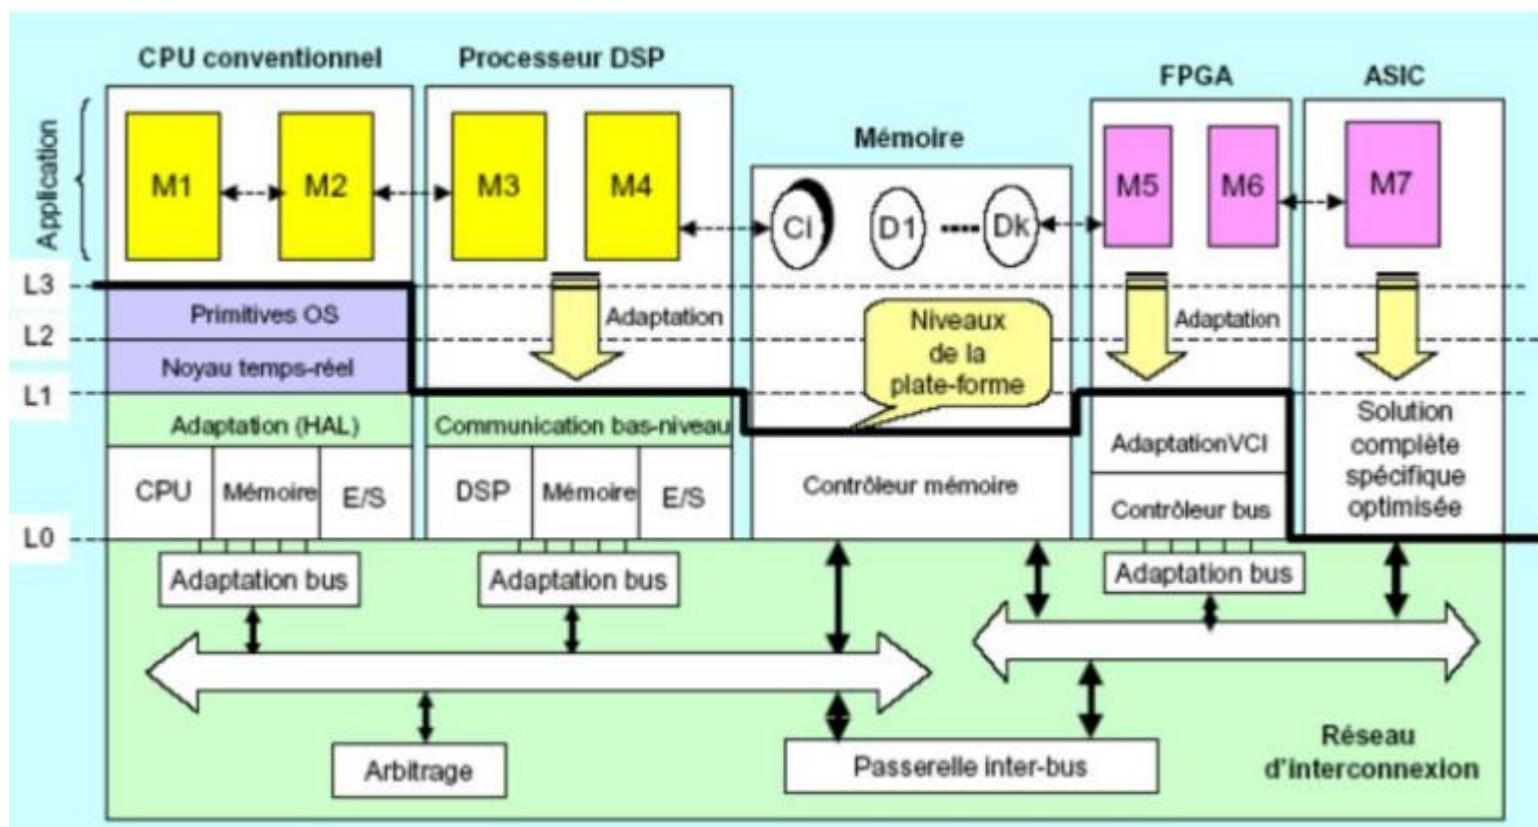 CPU conventionnel
Processeur DSP
FPGA
ASIC
Mémoire
Application
M1
M2
M3
M4
Ci
D1
Dk
M5
M6
M7
L3
L2
L1
L0
Primitives OS
Noyau temps-réel
Adaptation (HAL)
CPU
Mémoire
E/S
Adaptation
Communication bas-niveau
DSP
Mémoire
E/S
Niveaux
de la
plate-forme
Contrôleur mémoire
Adaptation
AdaptationVCI
Contrôleur bus
Solution
complète
spécifique
optimisée
Adaptation bus
Adaptation bus
Adaptation bus
Arbitrage
Passerelle inter-bus
Réseau
d'interconnexion